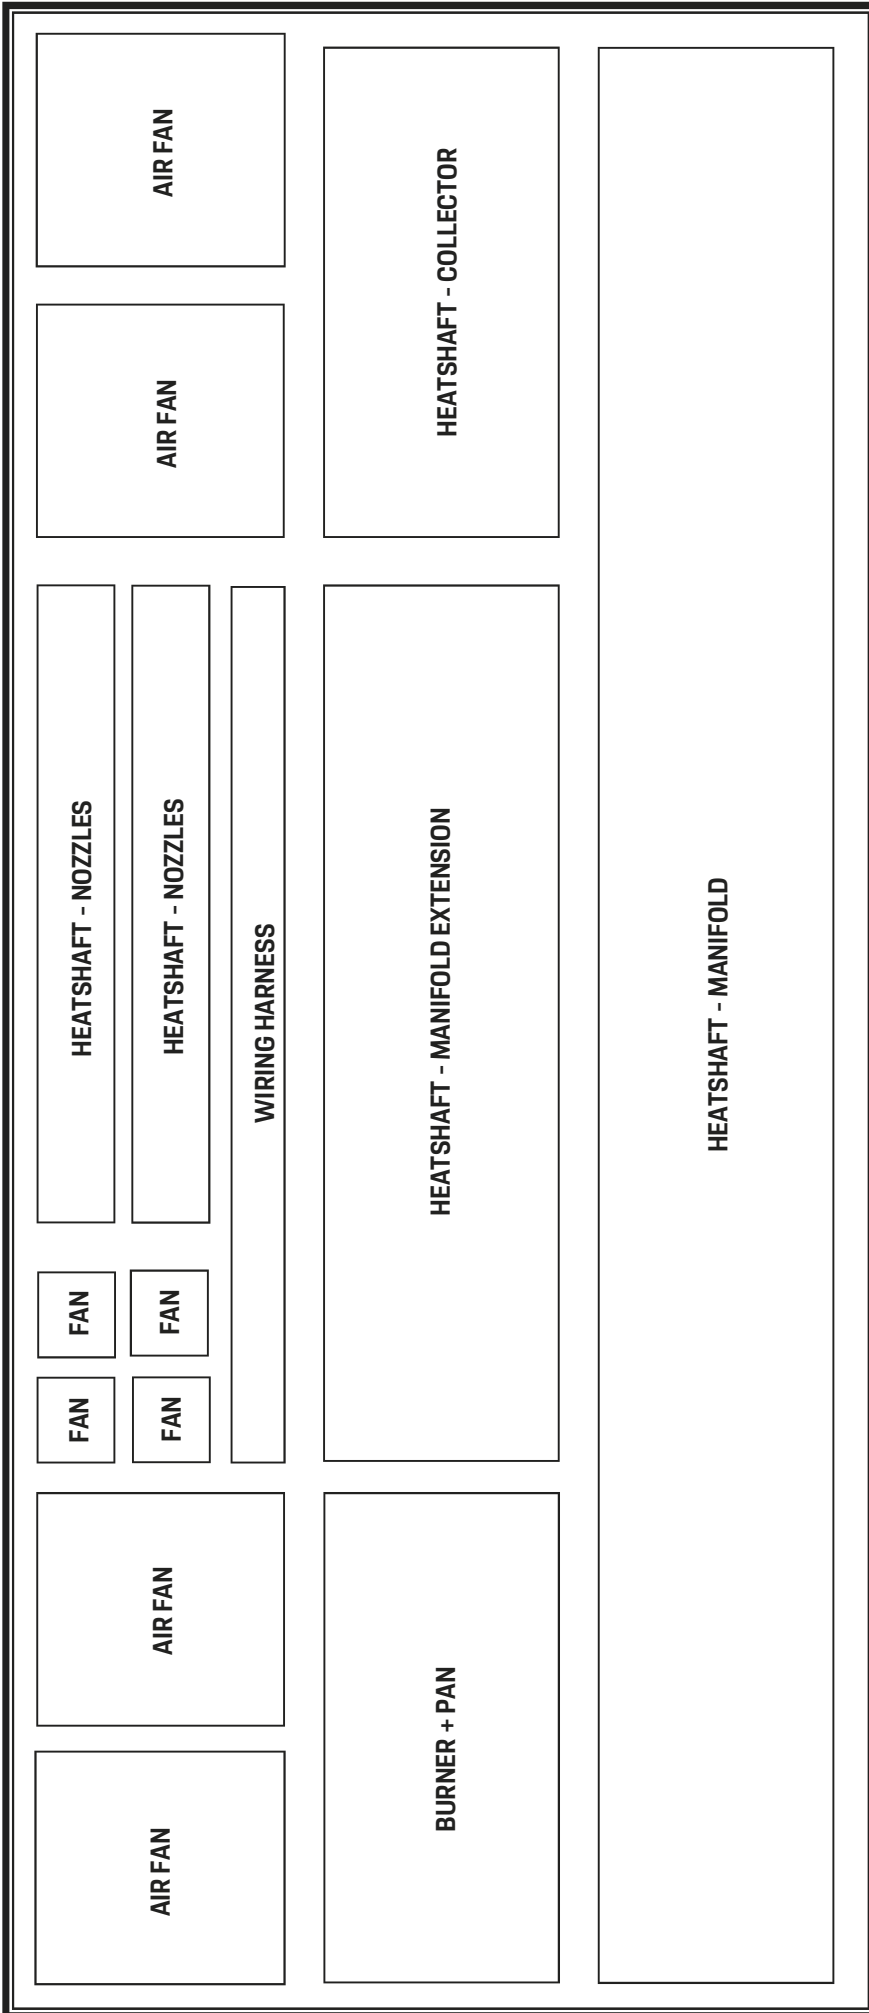 AIR FAN
AIR FAN
HEATSHAFT - NOZZLES
HEATSHAFT - NOZZLES
WIRING HARNESS
FAN
FAN
FAN
FAN
AIR FAN
AIR FAN
HEATSHAFT - COLLECTOR
HEATSHAFT - MANIFOLD EXTENSION
BURNER + PAN
HEATSHAFT - MANIFOLD